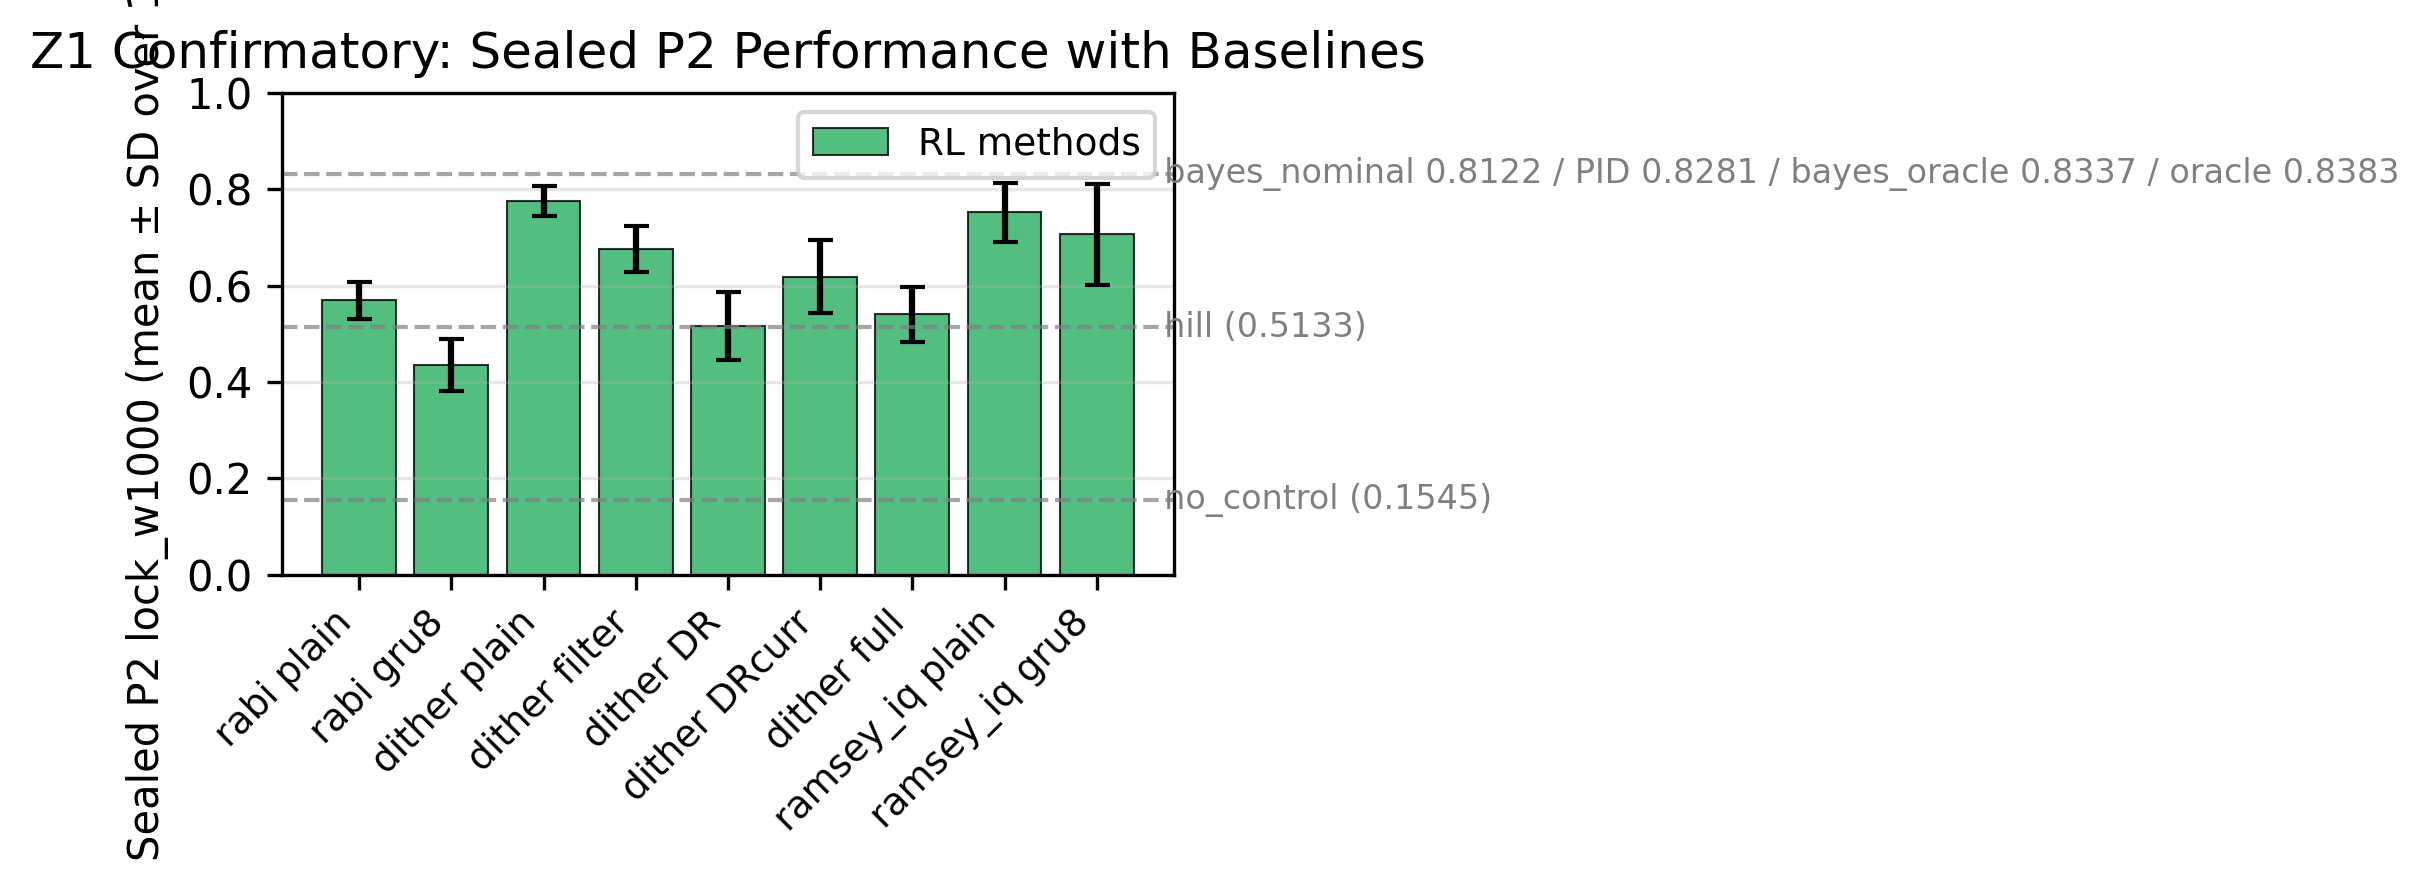 Z1 Confirmatory: Sealed P2 Performance with Baselines
Sealed P2 lock_w1000 (mean ± SD over
1.0
0.8
0.6
0.4
0.2
0.0
RL methods
bayes_nominal 0.8122 / PID 0.8281 / bayes_oracle 0.8337 / oracle 0.8383
hill (0.5133)
no_control (0.1545)
rabi plain
rabi gru8
dither plain
dither filter
dither DR
dither DRcurr
dither full
ramsey_iq plain
ramsey_iq gru8